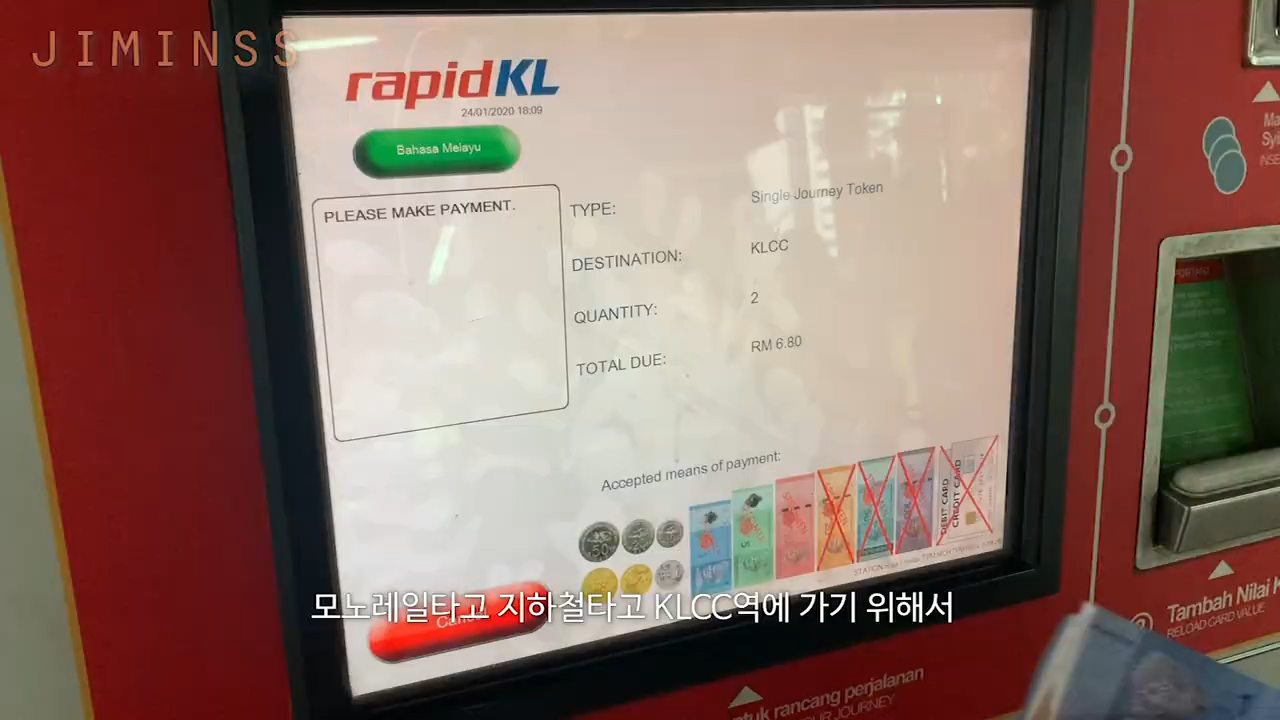 JIMINSS
rapidKL
24/01/2020 18:09
Bahasa Melayu
PLEASE MAKE PAYMENT.
TYPE: Single Journey Token
DESTINATION: KLCC
QUANTITY: 2
TOTAL DUE: RM 6.80
Accepted means of payment:
50
5
DEBIT CARD
CREDIT CARD
모노레일타고 지하철타고 KLCC역에 가기 위해서
Tambah Nilai
RELOAD CARD VALUE
rancang perjalanan
JOURNEY